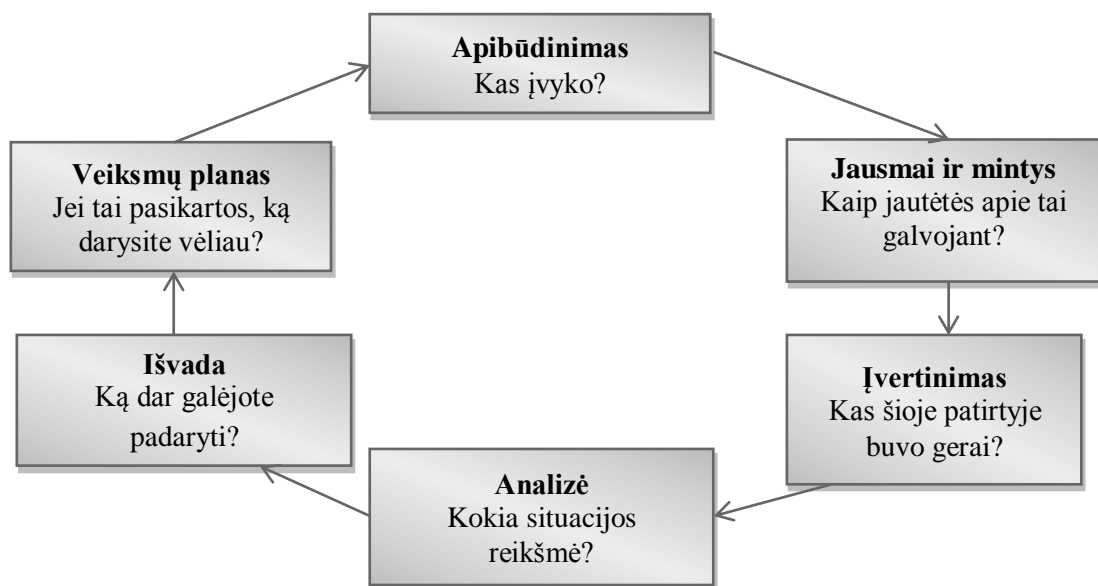 Apibūdinimas
Kas įvyko?
Jausmai ir mintys
Kaip jautėtės apie tai
galvojant?
Įvertinimas
Kas šioje patirtyje
buvo gerai?
Analizė
Kokia situacijos
reikšmė?
Išvada
Ką dar galėjote
padaryti?
Veiksmų planas
Jei tai pasikartos, ką
darysite vėliau?